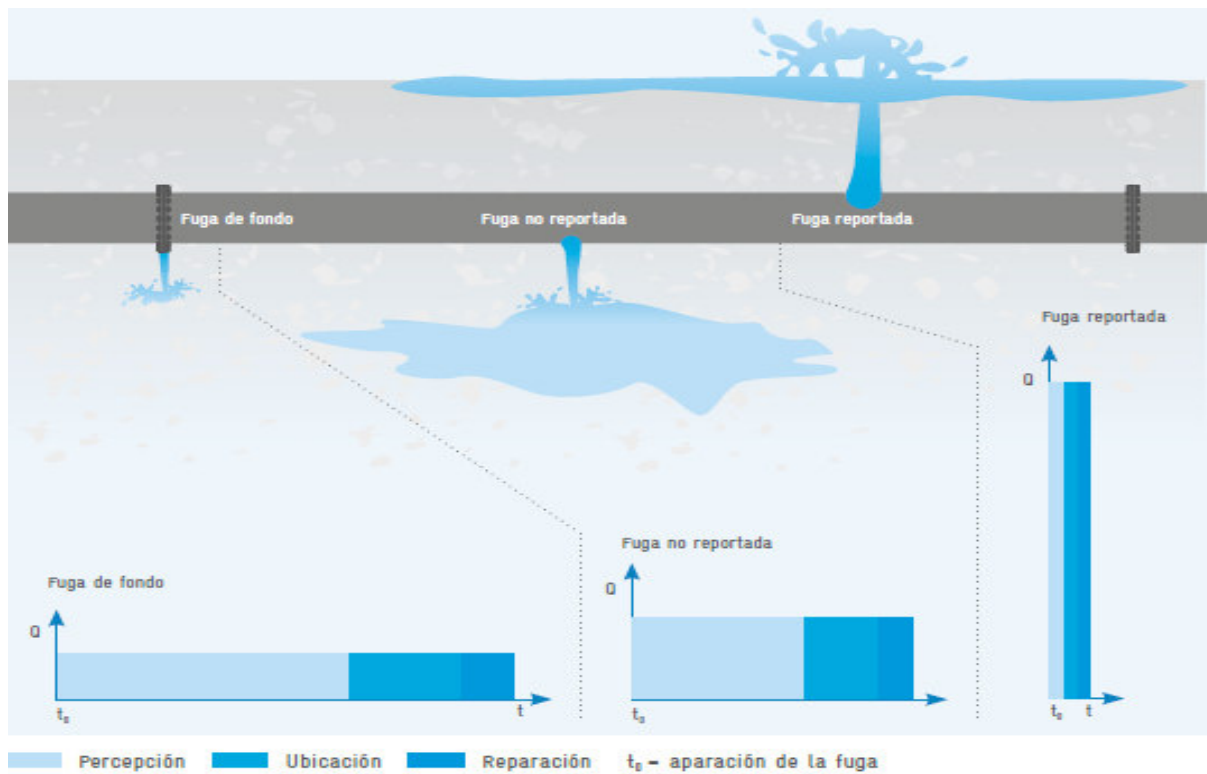 Fuga de fondo Fuga no reportada Fuga reportada
Fuga reportada
Q
t₀ t
Fuga no reportada
Q
t₀
Fuga de fondo
Q
t₀ t
Percepción Ubicación Reparación t₀ – aparación de la fuga